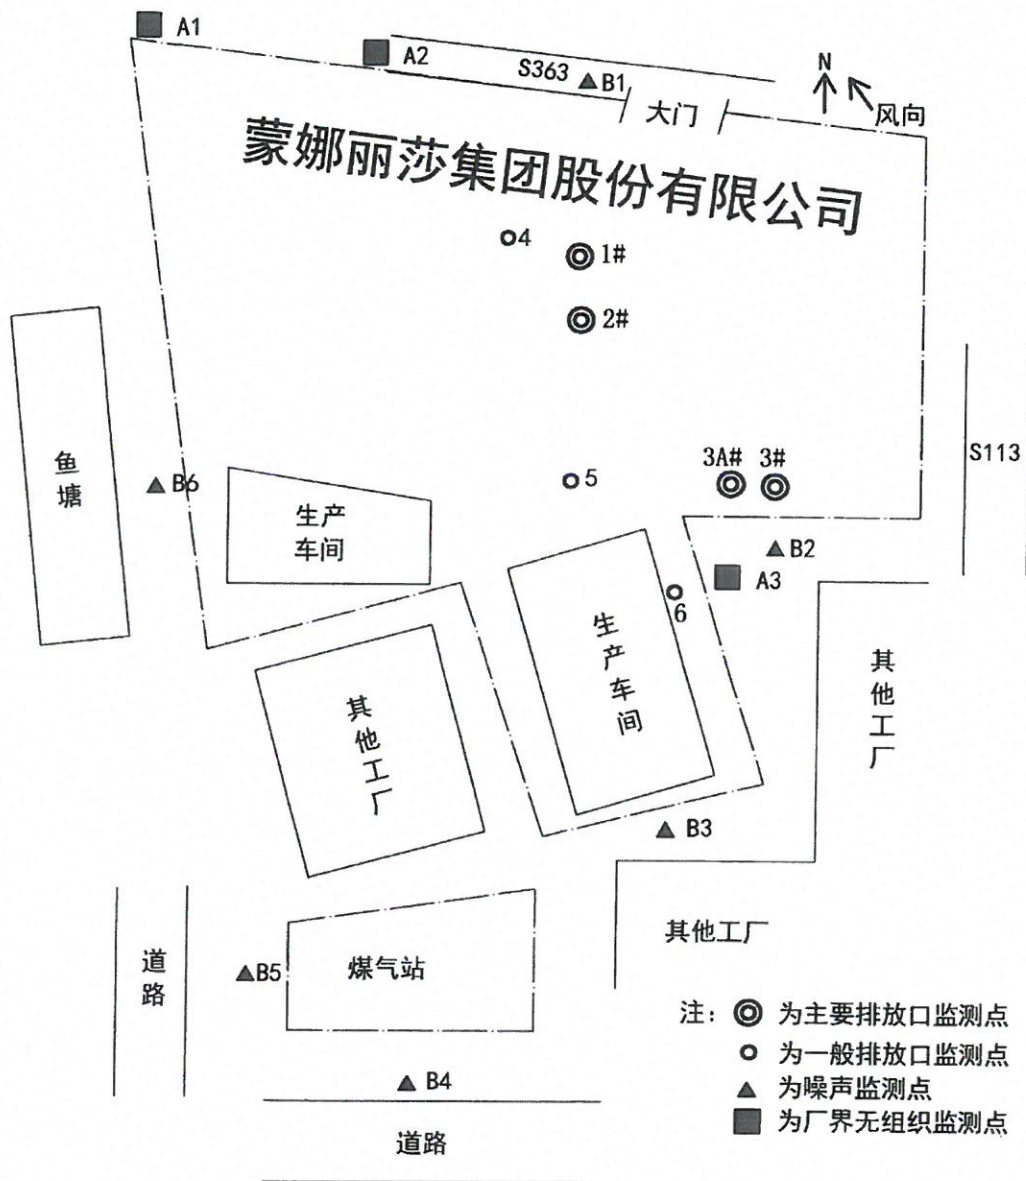 A1
A2
S363
B1
大门
N
风向
蒙娜丽莎集团股份有限公司
4
1#
2#
鱼塘
B6
生产
车间
5
3A#
3#
S113
B2
A3
6
生产车间
其他工厂
其他工厂
B3
其他工厂
道路
B5
煤气站
B4
道路
注： 为主要排放口监测点
为一般排放口监测点
为噪声监测点
为厂界无组织监测点